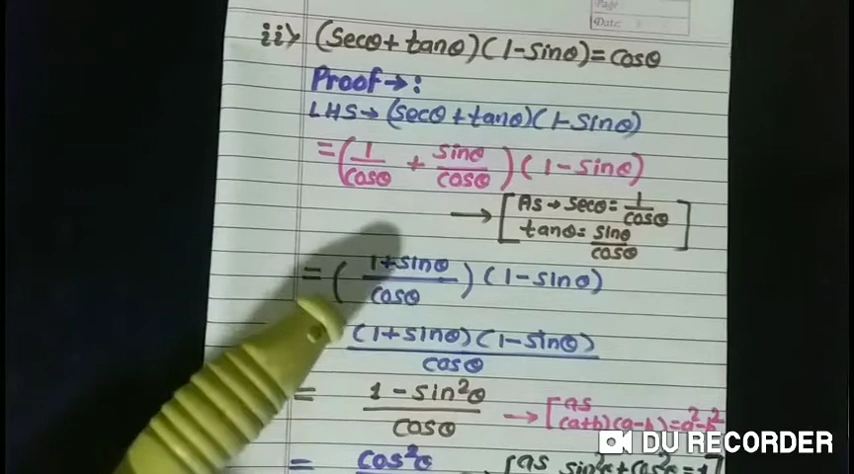 Page
Date:
ii> (secθ + tanθ)(1-sinθ)=cosθ
Proof→:
LHS→(secθ+tanθ)(1-sinθ)
=(1/cosθ + sinθ/cosθ)(1-sinθ)
→[As→secθ=1/cosθ
tanθ=sinθ/cosθ]
=(1+sinθ/cosθ)(1-sinθ)
(1+sinθ)(1-sinθ)/cosθ
= 1-sin²θ/cosθ →[as
(a+b)(a-b)=a²-b²
DU RECORDER
= cos²θ [as sin²θ+cos²θ=1]